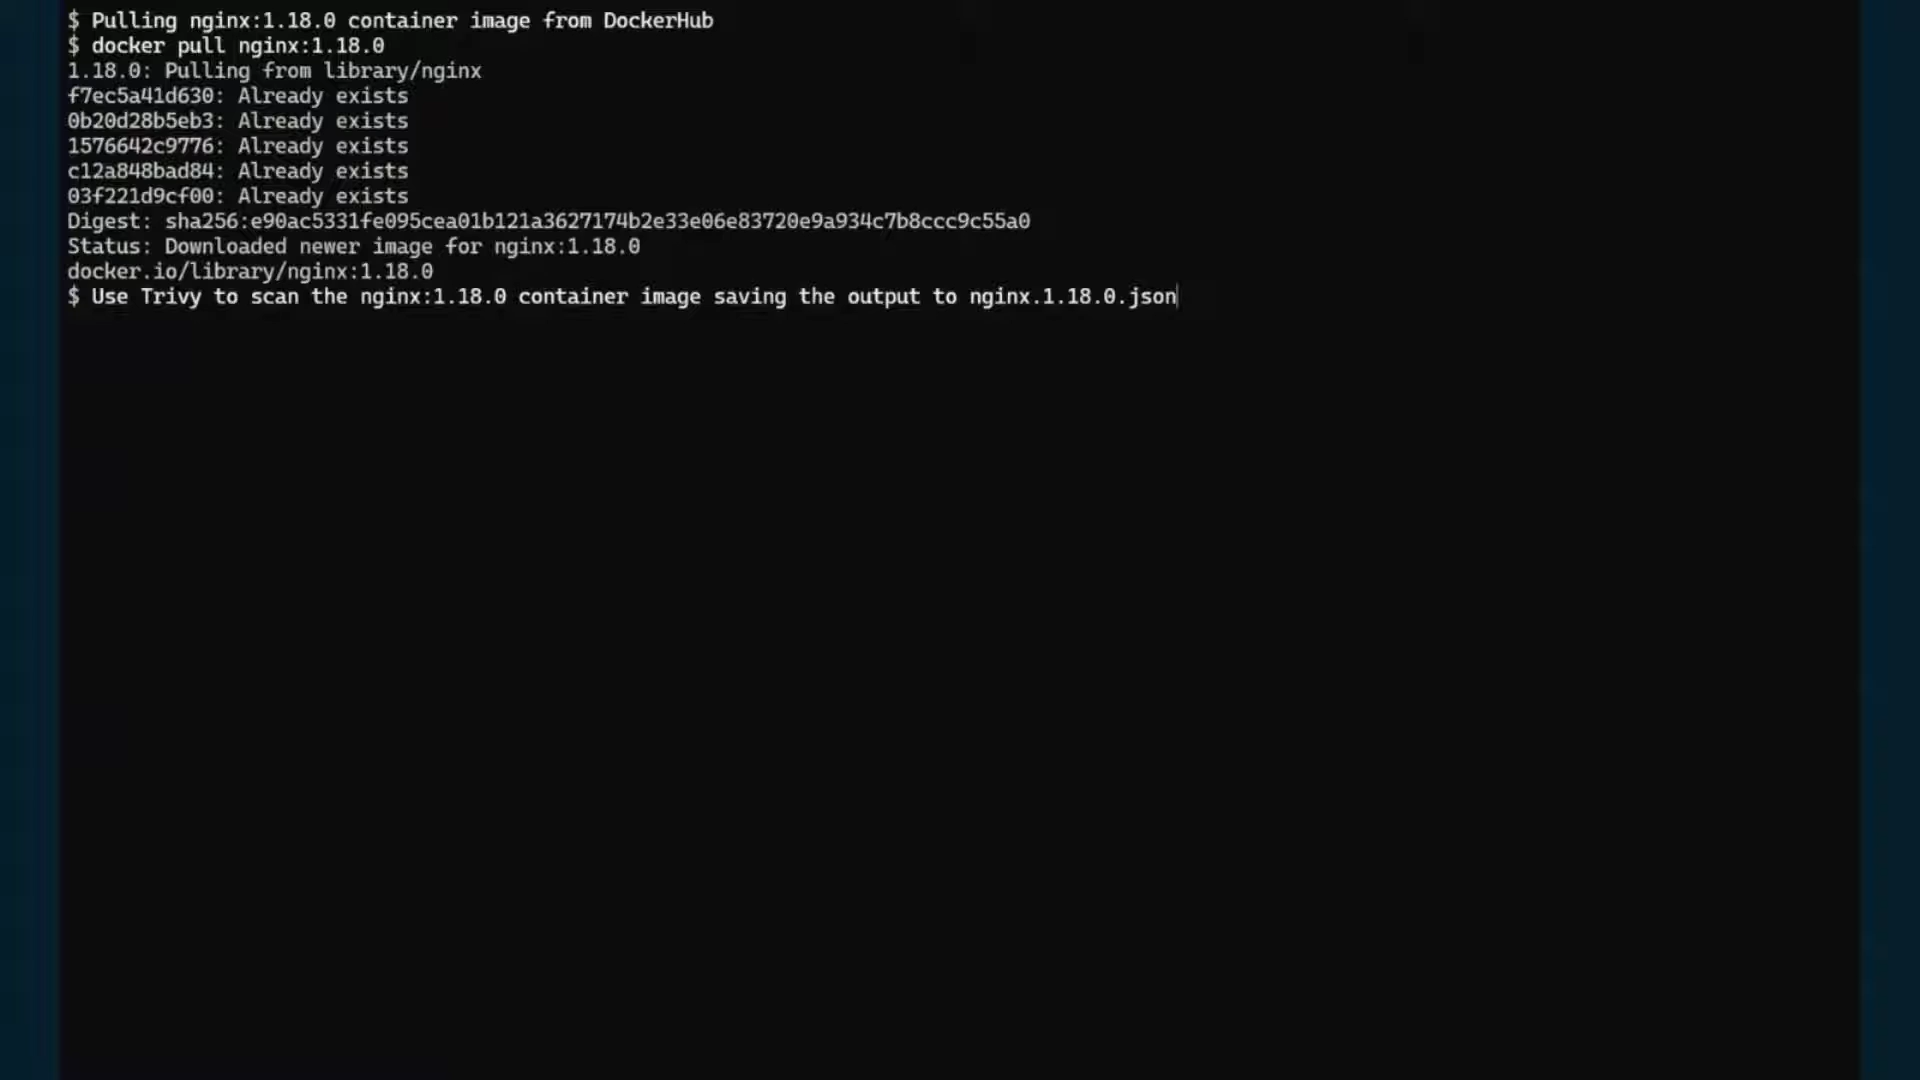 $ Pulling nginx:1.18.0 container image from DockerHub
$ docker pull nginx:1.18.0
1.18.0: Pulling from library/nginx
f7ec5a41d630: Already exists
0b20d28b5eb3: Already exists
1576642c9776: Already exists
c12a848bad84: Already exists
03f221d9cf00: Already exists
Digest: sha256:e90ac5331fe095cea01b121a3627174b2e33e06e83720e9a934c7b8ccc9c55a0
Status: Downloaded newer image for nginx:1.18.0
docker.io/library/nginx:1.18.0
$ Use Trivy to scan the nginx:1.18.0 container image saving the output to nginx.1.18.0.json